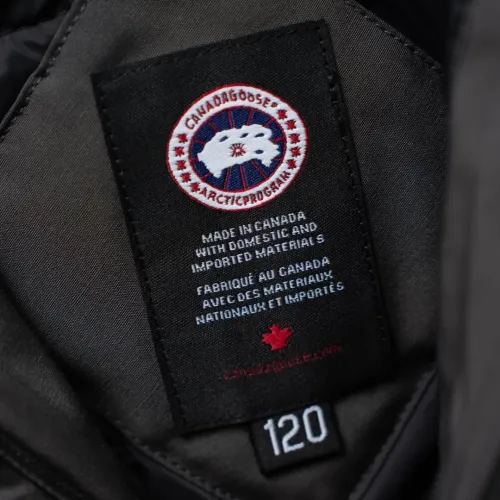 CANADA GOOSE®
ARCTIC PROGRAM
MADE IN CANADA
WITH DOMESTIC AND
IMPORTED MATERIALS
FABRIQUÉ AU CANADA
AVEC DES MATERIAUX
NATIONAUX ET IMPORTÉS
120